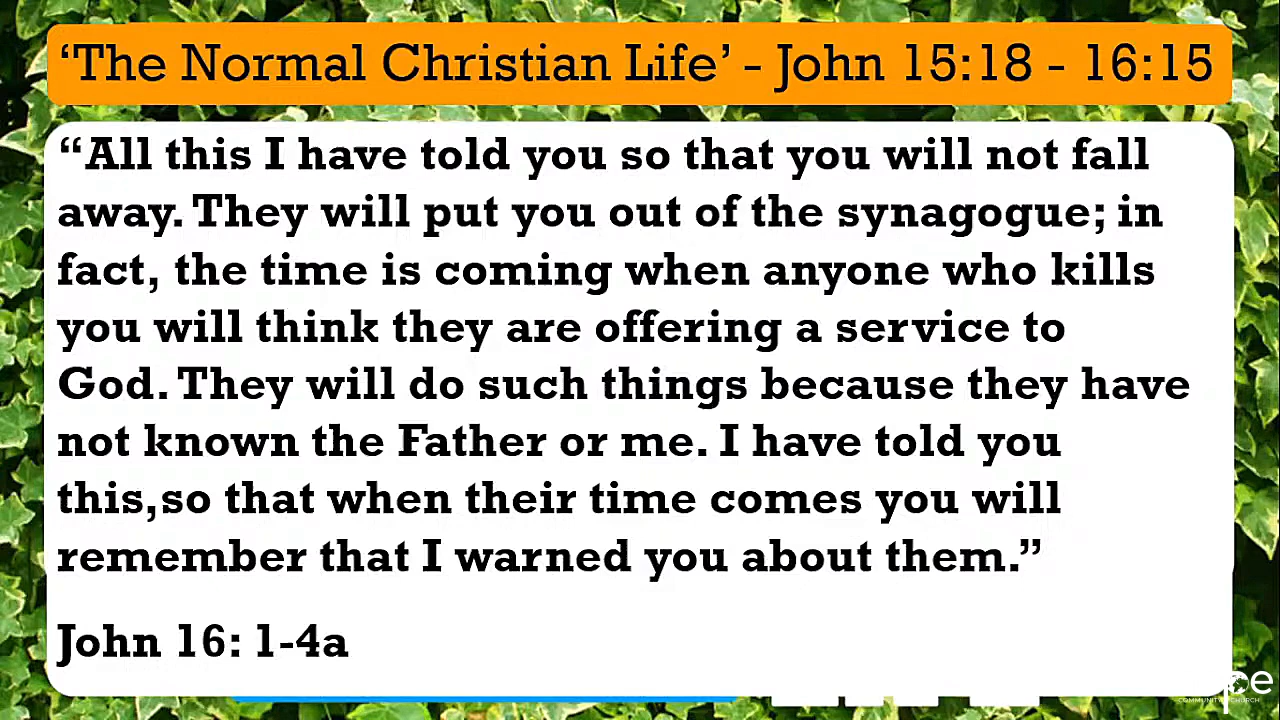 ‘The Normal Christian Life’ - John 15:18 - 16:15
“All this I have told you so that you will not fall
away. They will put you out of the synagogue; in
fact, the time is coming when anyone who kills
you will think they are offering a service to
God. They will do such things because they have
not known the Father or me. I have told you
this,so that when their time comes you will
remember that I warned you about them.”
John 16: 1-4a
COMMUNITY CHURCH